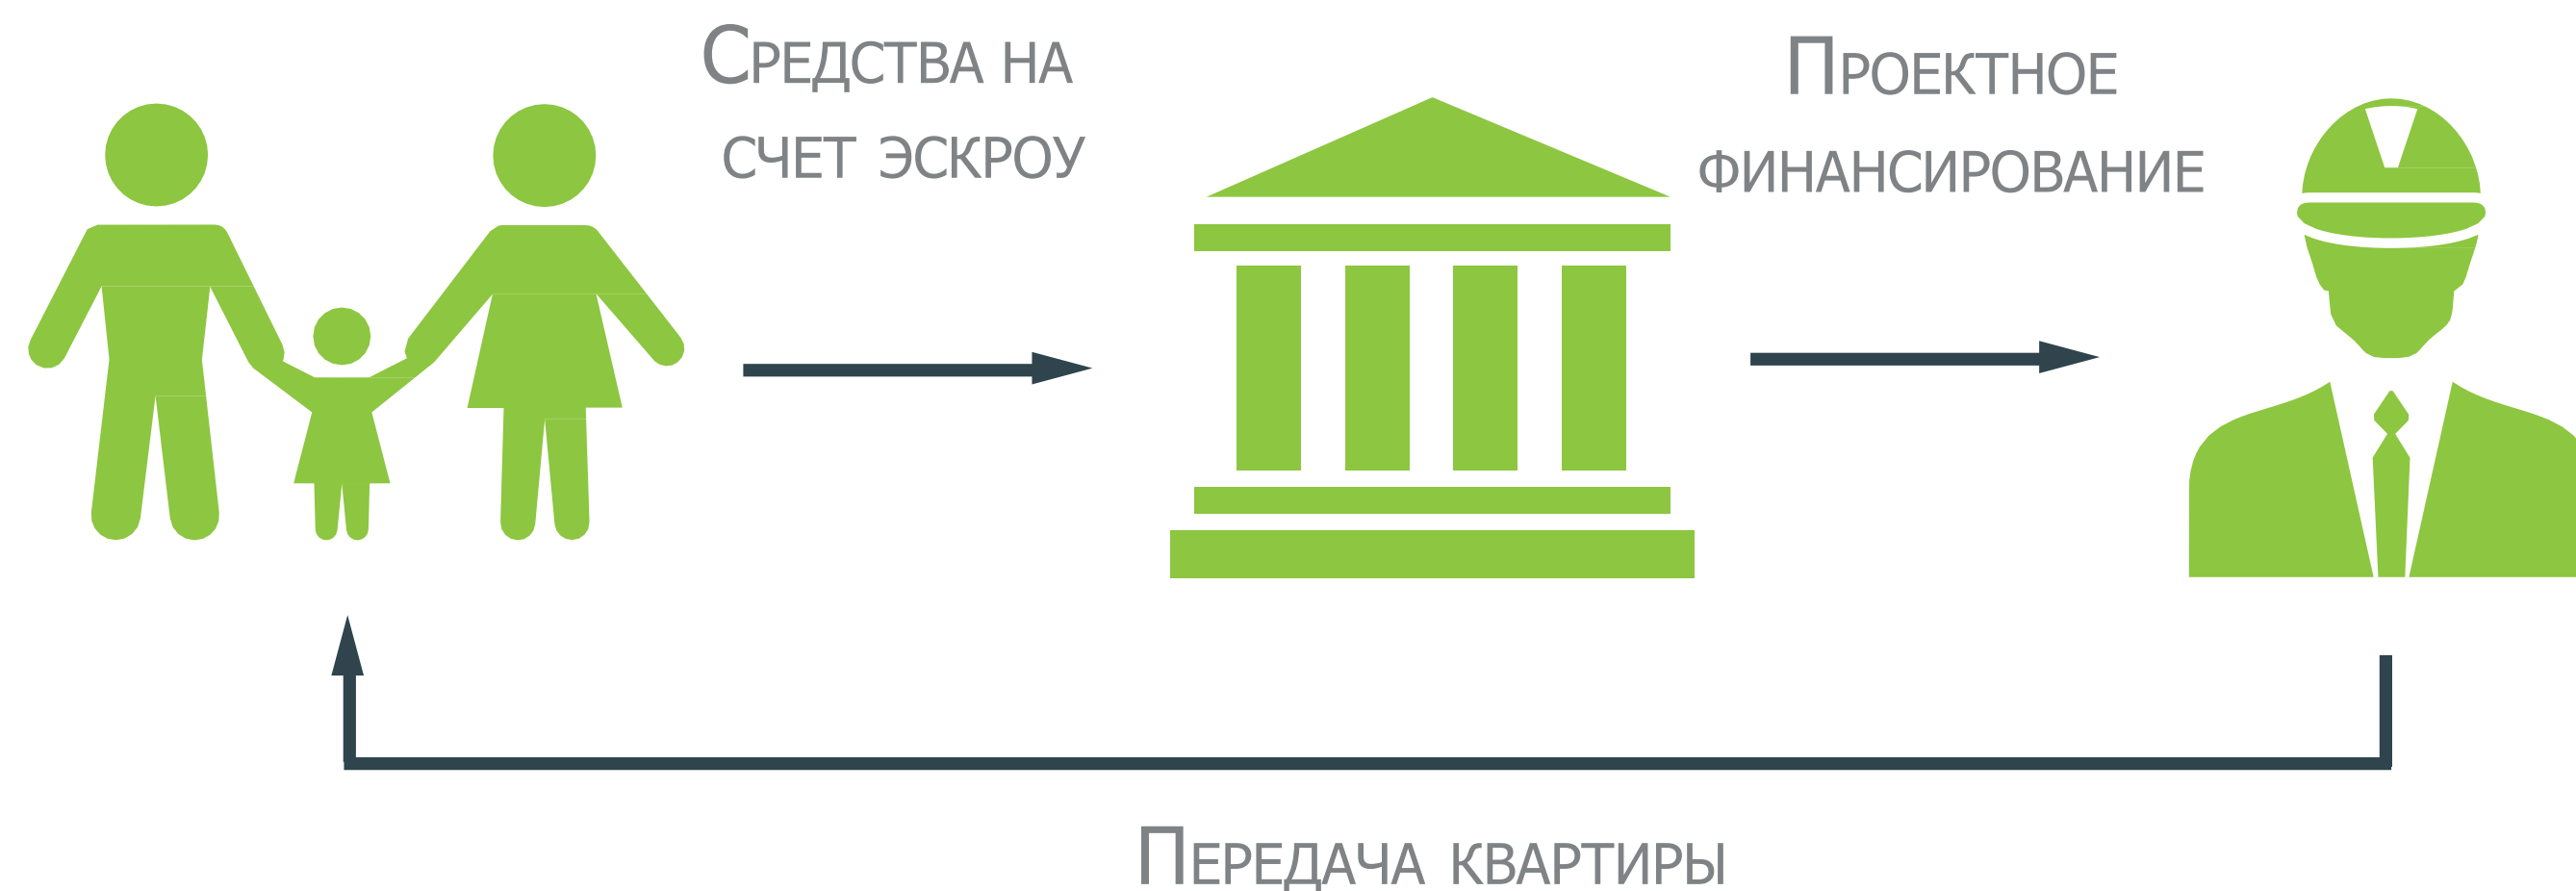 Средства на
счет эскроу
Проектное
финансирование
Передача квартиры